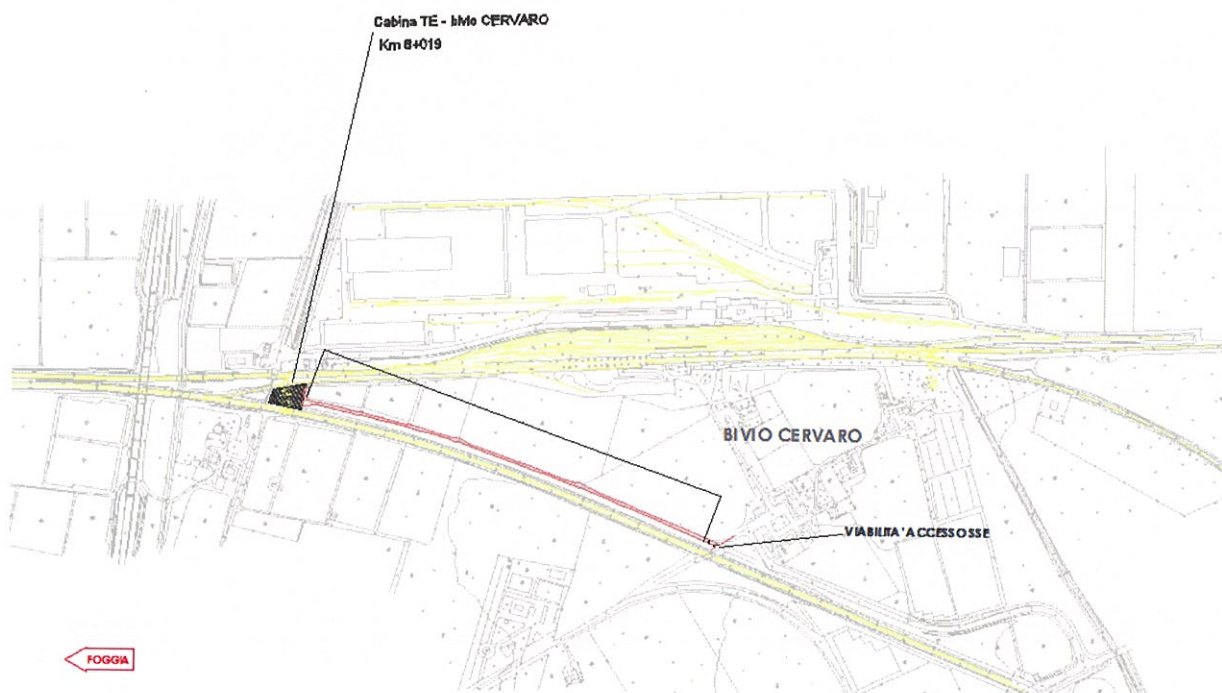 Cabina TE - bivio CERVARO
Km 8+019
BIVIO CERVARO
VIABILITA' ACCESSO SSE
FOGGIA